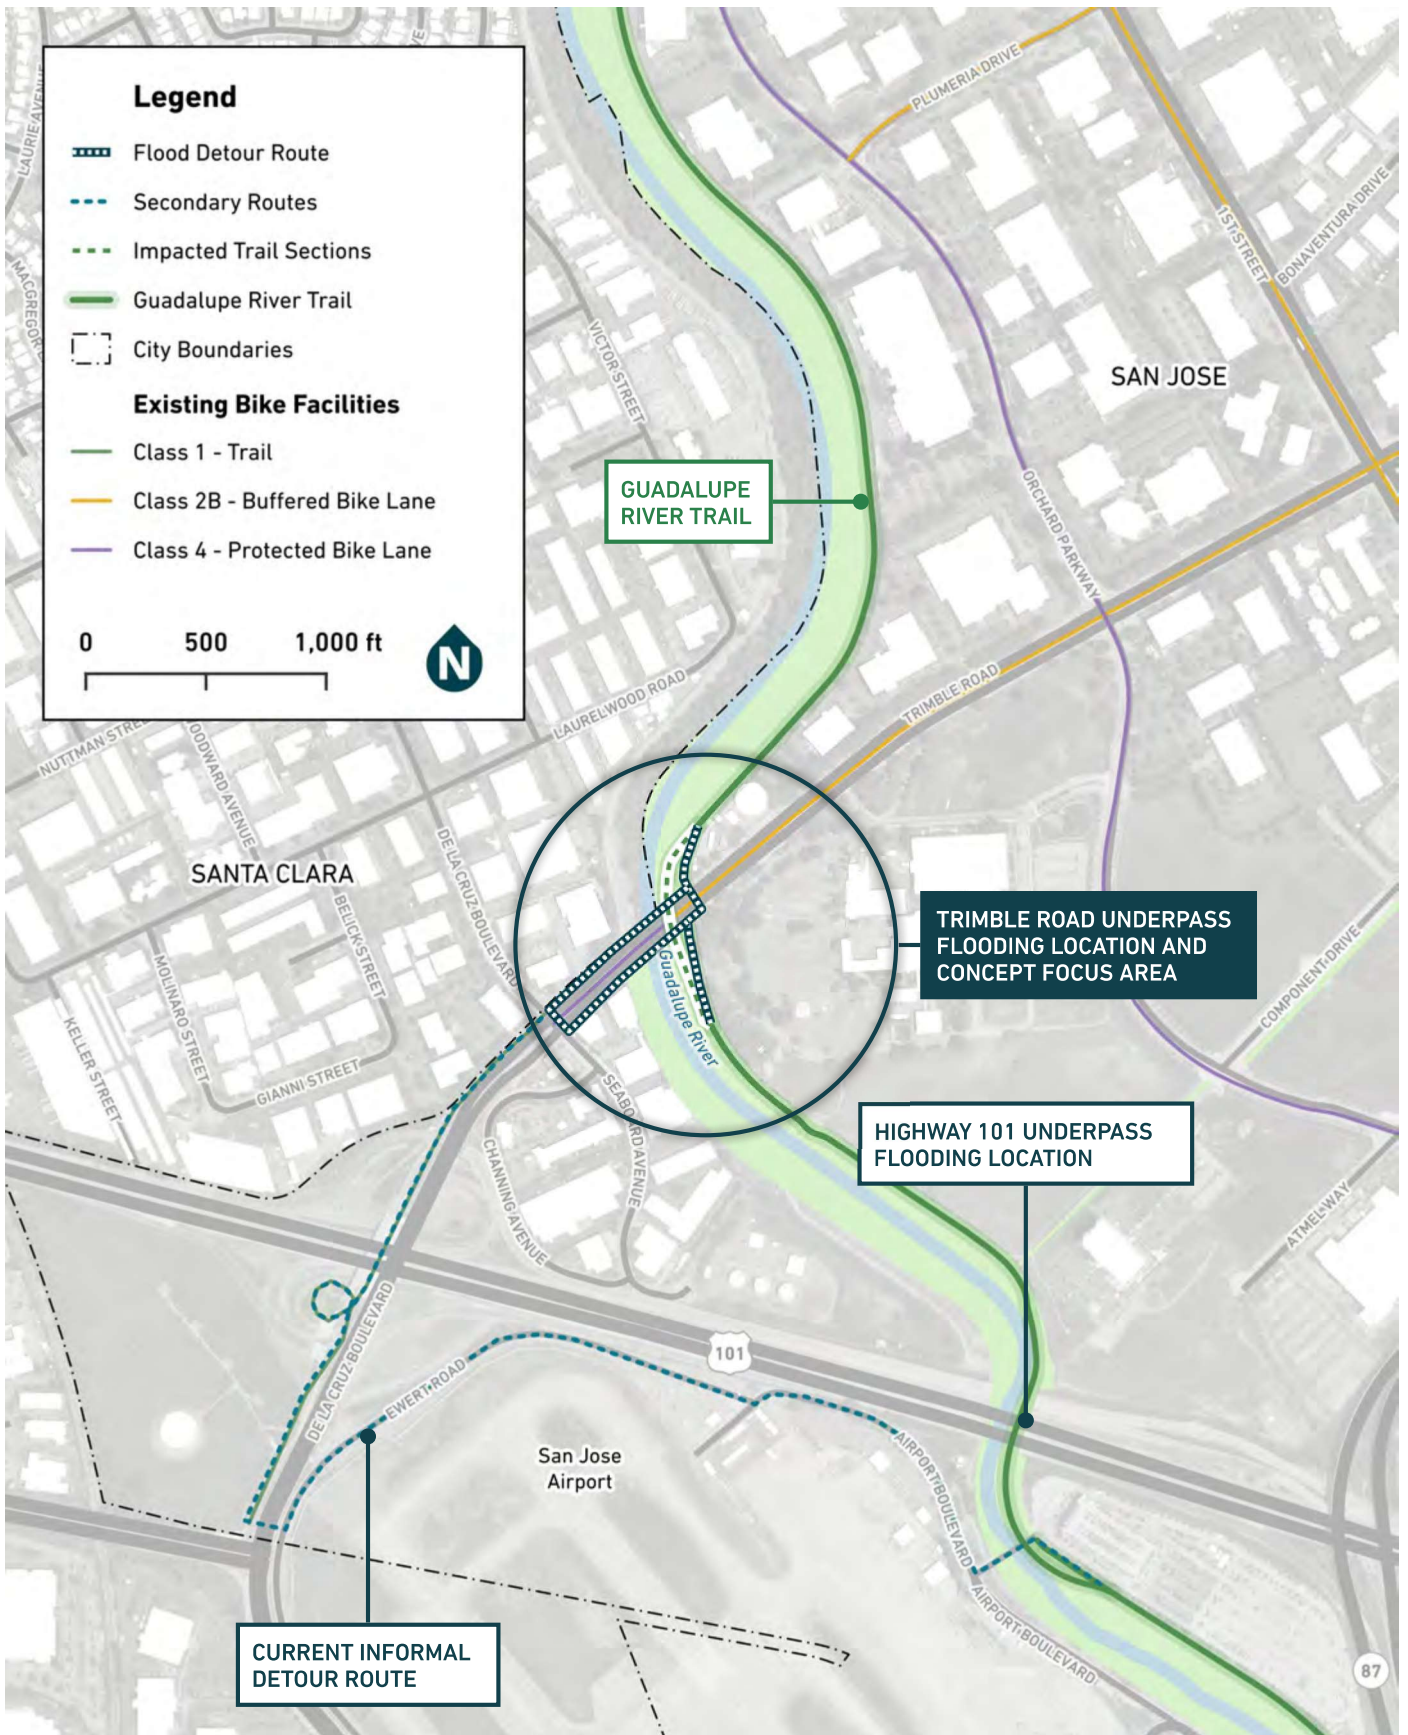 Legend
Flood Detour Route
Secondary Routes
Impacted Trail Sections
Guadalupe River Trail
City Boundaries
Existing Bike Facilities
Class 1 - Trail
Class 2B - Buffered Bike Lane
Class 4 - Protected Bike Lane
0 500 1,000 ft
N
PLUMERIA DRIVE
1ST STREET
BONAVENTURA DRIVE
LAURIE AVENUE
VICTOR STREET
SAN JOSE
GUADALUPE
RIVER TRAIL
ORCHARD PARKWAY
LAURELWOOD ROAD
TRIMBLE ROAD
NUTTMAN STREE
OODWARD AVENUE
DE LA CRUZ BOULEVARD
SANTA CLARA
BELICK STREET
MOLINARO STREET
KELLER STREET
GIANNI STREET
Guadalupe River
TRIMBLE ROAD UNDERPASS
FLOODING LOCATION AND
CONCEPT FOCUS AREA
COMPONENT DRIVE
SEABOARD AVENUE
CHANNING AVENUE
HIGHWAY 101 UNDERPASS
FLOODING LOCATION
ATMEL WAY
DE LA CRUZ BOULEVARD
EWERT ROAD
101
San Jose
Airport
AIRPORT BOULEVARD
AIRPORT BOULEVARD
CURRENT INFORMAL
DETOUR ROUTE
87